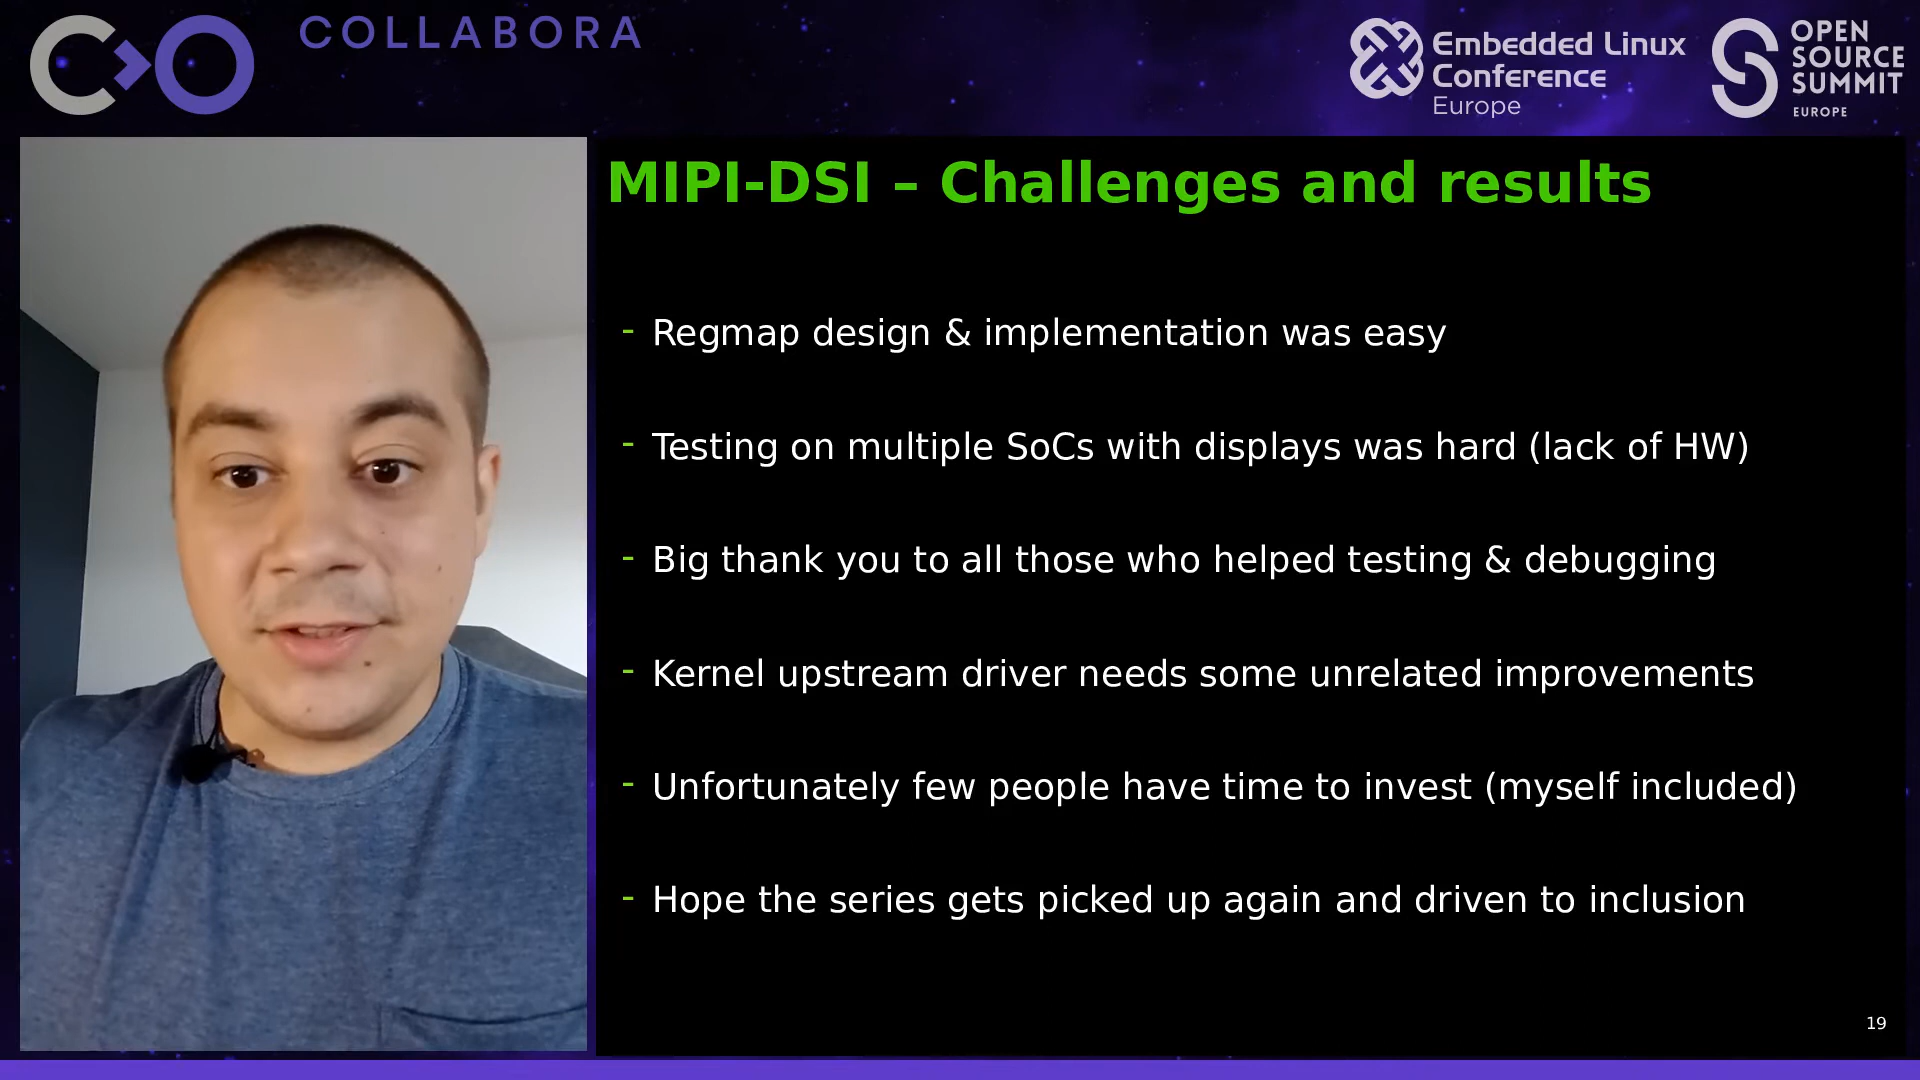 COLLABORA
Embedded Linux
Conference
Europe
OPEN
SOURCE
SUMMIT
EUROPE
MIPI-DSI – Challenges and results
- Regmap design & implementation was easy
- Testing on multiple SoCs with displays was hard (lack of HW)
- Big thank you to all those who helped testing & debugging
- Kernel upstream driver needs some unrelated improvements
- Unfortunately few people have time to invest (myself included)
- Hope the series gets picked up again and driven to inclusion
19